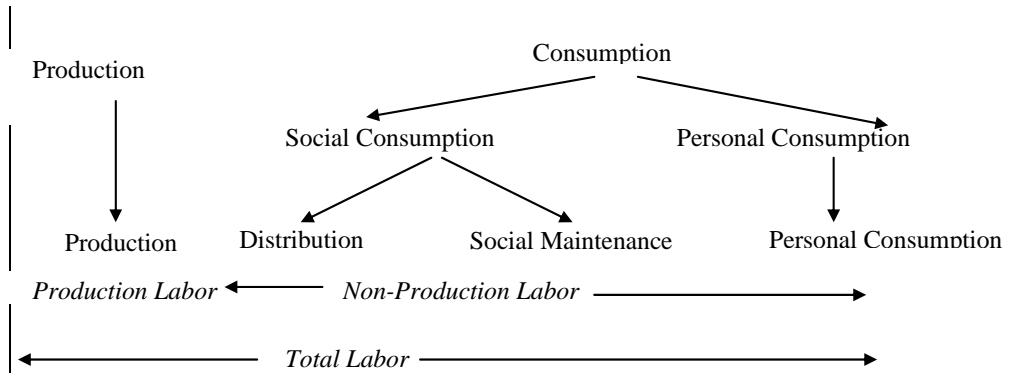 Consumption
Production
Social Consumption Personal Consumption
Production Distribution Social Maintenance Personal Consumption
Production Labor Non-Production Labor
Total Labor